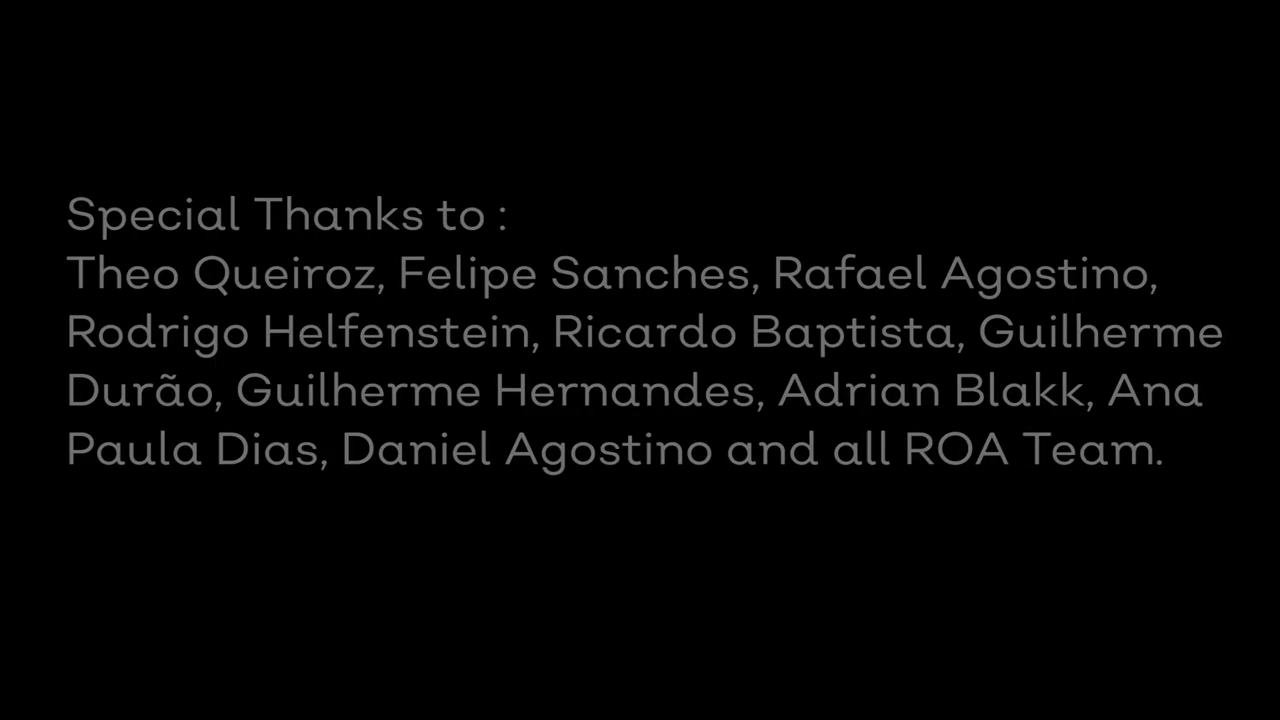 Special Thanks to :
Theo Queiroz, Felipe Sanches, Rafael Agostino,
Rodrigo Helfenstein, Ricardo Baptista, Guilherme
Durão, Guilherme Hernandes, Adrian Blakk, Ana
Paula Dias, Daniel Agostino and all ROA Team.